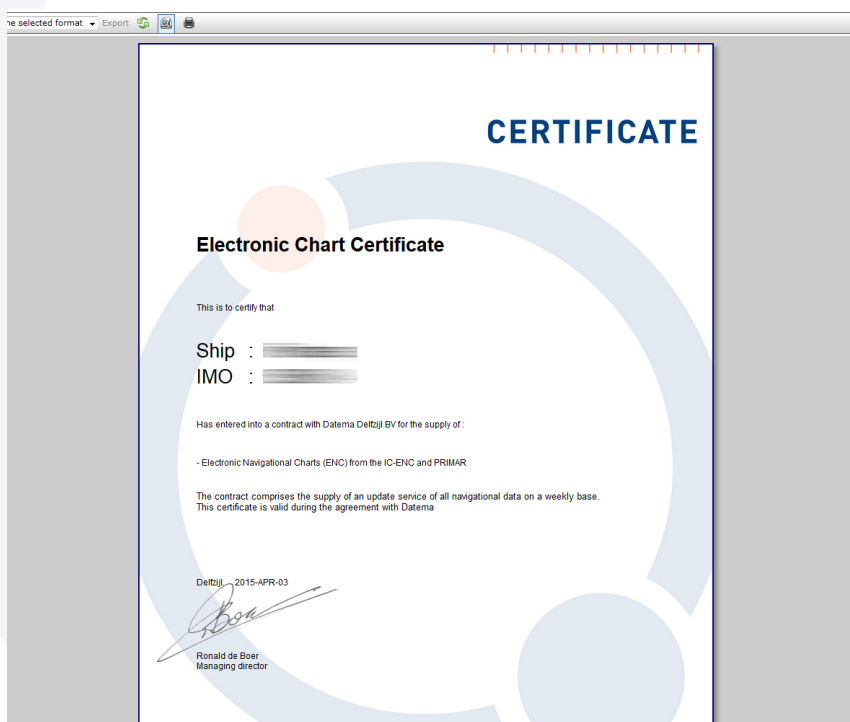 he selected format Export
CERTIFICATE
Electronic Chart Certificate
This is to certify that
Ship :
IMO :
Has entered into a contract with Datema Delfzijl BV for the supply of :
- Electronic Navigational Charts (ENC) from the IC-ENC and PRIMAR
The contract comprises the supply of an update service of all navigational data on a weekly base.
This certificate is valid during the agreement with Datema
Delfzijl, 2015-APR-03
Ronald de Boer
Managing director